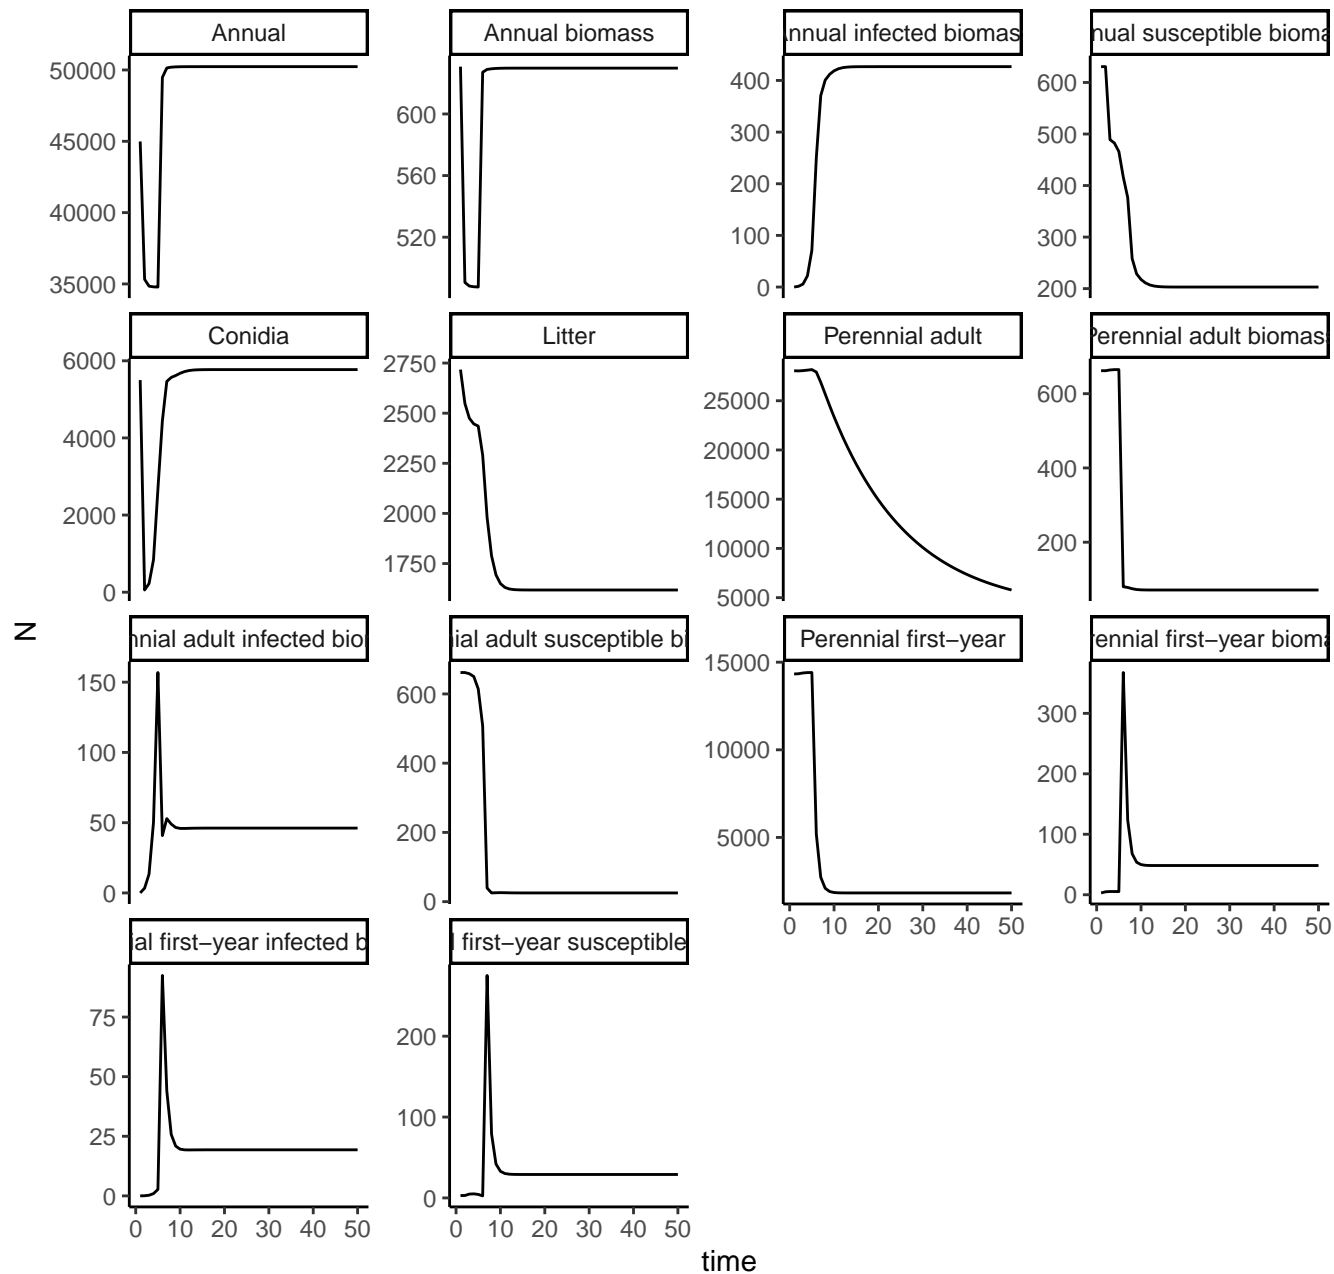 Annual
Annual biomass
nnual infected biomas
nual susceptible bioma
50000
45000
40000
35000
600
560
520
400
300
200
100
0
600
500
400
300
200
Conidia
Litter
Perennial adult
Perennial adult biomas
6000
4000
2000
0
2750
2500
2250
2000
1750
25000
20000
15000
10000
5000
600
400
200
nnial adult infected bio
ial adult susceptible b
Perennial first−year
ennial first−year bioma
150
100
50
0
600
400
200
0
15000
10000
5000
300
200
100
0
0 10 20 30 40 50
0 10 20 30 40 50
ial first−year infected b
first−year susceptible
75
50
25
0
200
100
0
0 10 20 30 40 50
0 10 20 30 40 50
time
N